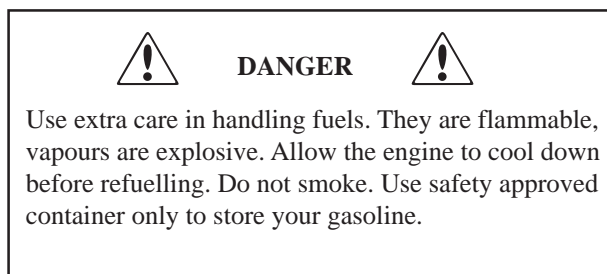 DANGER
Use extra care in handling fuels. They are flammable,
vapours are explosive. Allow the engine to cool down
before refuelling. Do not smoke. Use safety approved
container only to store your gasoline.